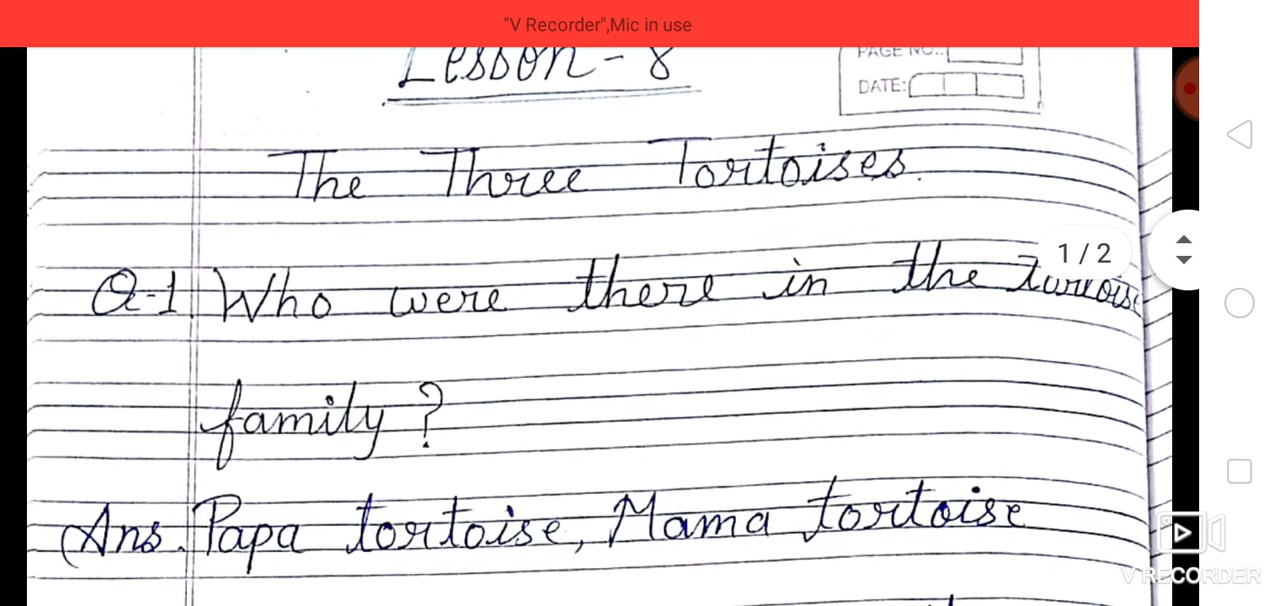 "V Recorder",Mic in use
Lesson - 8
PAGE NO.:
DATE:
The Three Tortoises.
1 / 2
Q-1 Who were there in the tortoise
family ?
Ans. Papa tortoise, Mama tortoise
V RECORDER